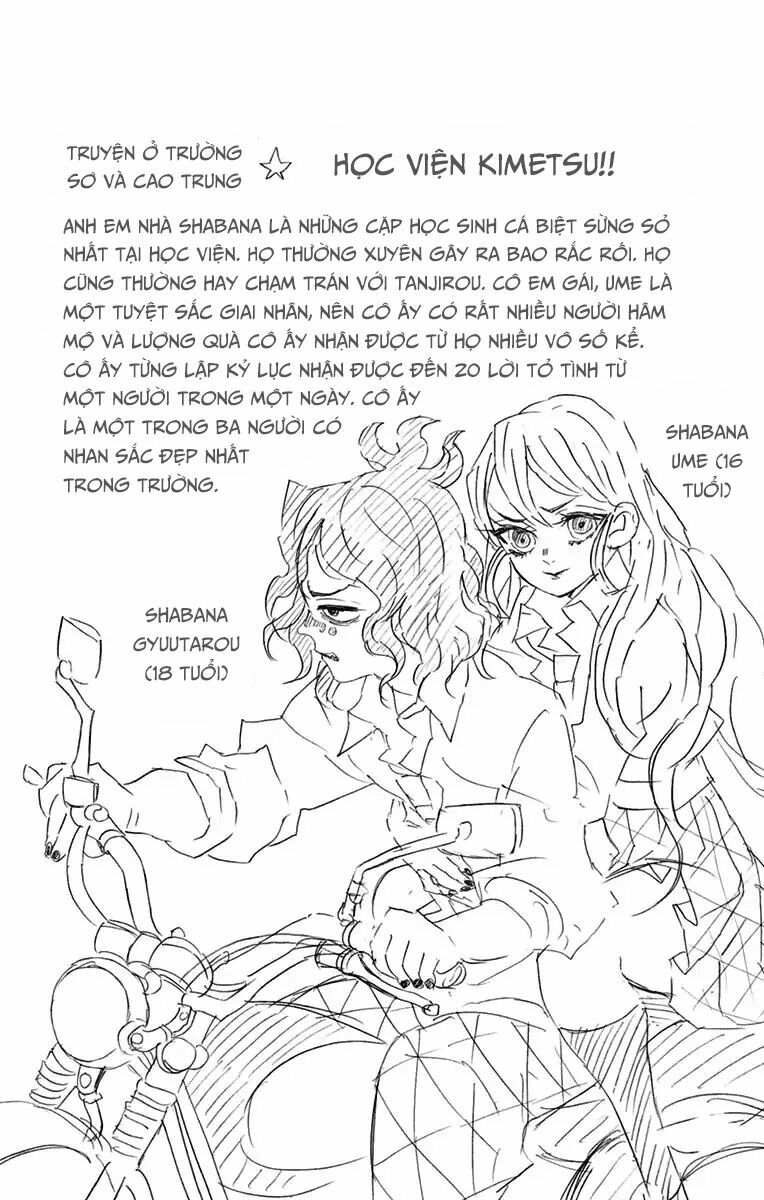 TRUYỆN Ở TRƯỜNG
SƠ VÀ CAO TRUNG
HỌC VIỆN KIMETSU!!
ANH EM NHÀ SHABANA LÀ NHỮNG CẶP HỌC SINH CÁ BIỆT SỪNG SỎ
NHẤT TẠI HỌC VIỆN. HỌ THƯỜNG XUYÊN GÂY RA BAO RẮC RỐI. HỌ
CŨNG THƯỜNG HAY CHẠM TRÁN VỚI TANJIROU. CÔ EM GÁI, UME LÀ
MỘT TUYỆT SẮC GIAI NHÂN, NÊN CÔ ẤY CÓ RẤT NHIỀU NGƯỜI HÂM
MỘ VÀ LƯỢNG QUÀ CÔ ẤY NHẬN ĐƯỢC TỪ HỌ NHIỀU VÔ SỐ KỂ.
CÔ ẤY TỪNG LẬP KỶ LỤC NHẬN ĐƯỢC ĐẾN 20 LỜI TỎ TÌNH TỪ
MỘT NGƯỜI TRONG MỘT NGÀY. CÔ ẤY
LÀ MỘT TRONG BA NGƯỜI CÓ
NHAN SẮC ĐẸP NHẤT
TRONG TRƯỜNG.
SHABANA
UME (16
TUỔI)
SHABANA
GYUUTAROU
(18 TUỔI)